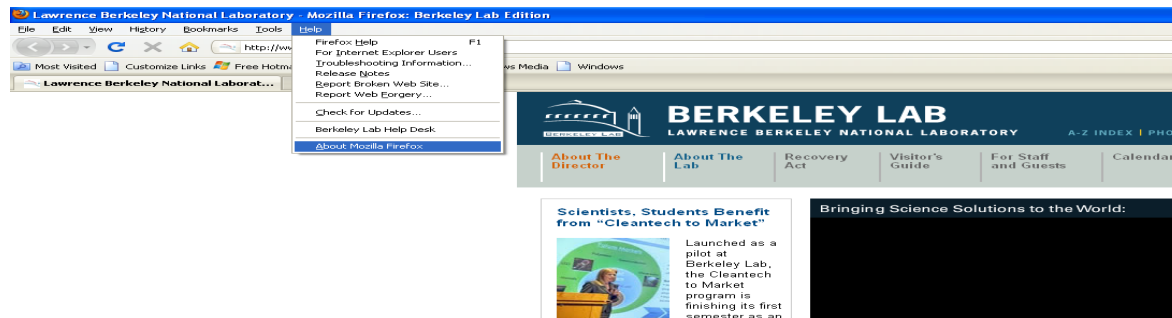 Lawrence Berkeley National Laboratory - Mozilla Firefox: Berkeley Lab Edition
File Edit View History Bookmarks Tools Help
Firefox Help F1
For Internet Explorer Users
Troubleshooting Information...
Release Notes
Report Broken Web Site...
Report Web Forgery...
Check for Updates...
Berkeley Lab Help Desk
About Mozilla Firefox
http://w
Most Visited Customize Links Free Hotma
ws Media Windows
Lawrence Berkeley National Laborat...
BERKELEY LAB
BERKELEY LAB
LAWRENCE BERKELEY NATIONAL LABORATORY
A-Z INDEX | PHO
About The
Director
About The
Lab
Recovery
Act
Visitor's
Guide
For Staff
and Guests
Calendar
Scientists, Students Benefit
from “Cleantech to Market”
Launched as a
pilot at
Berkeley Lab,
the Cleantech
to Market
program is
finishing its first
semester as an
Bringing Science Solutions to the World: